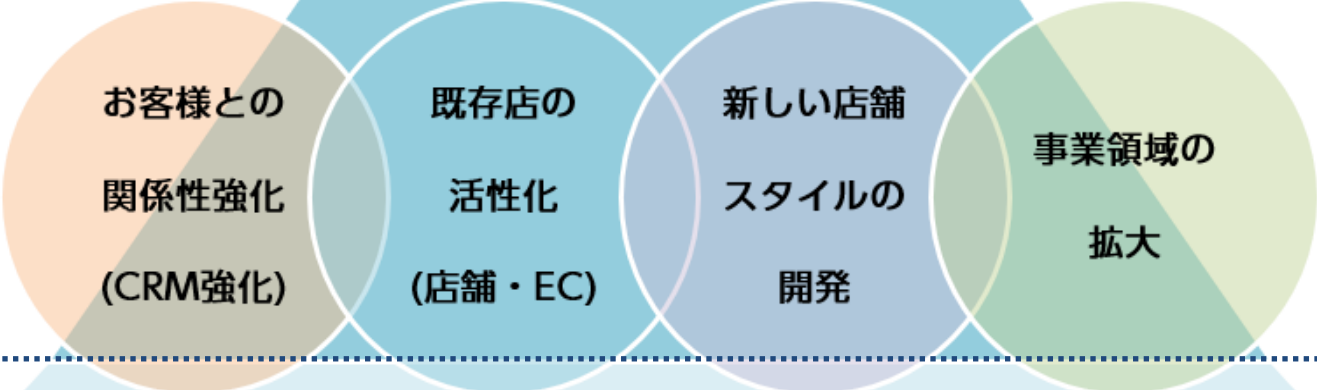 お客様との
関係性強化
(CRM強化)
既存店の
活性化
(店舗・EC)
新しい店舗
スタイルの
開発
事業領域の
拡大